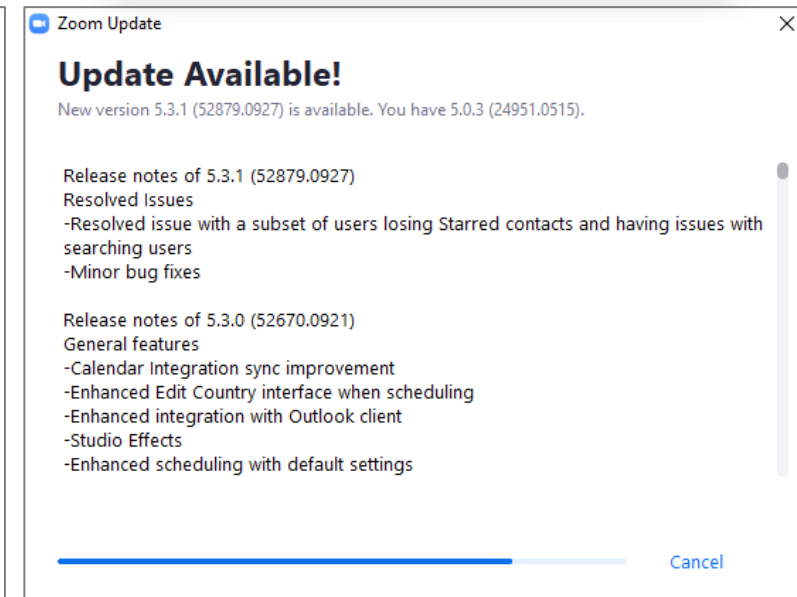 Zoom Update
Update Available!
New version 5.3.1 (52879.0927) is available. You have 5.0.3 (24951.0515).
Release notes of 5.3.1 (52879.0927)
Resolved Issues
-Resolved issue with a subset of users losing Starred contacts and having issues with
searching users
-Minor bug fixes
Release notes of 5.3.0 (52670.0921)
General features
-Calendar Integration sync improvement
-Enhanced Edit Country interface when scheduling
-Enhanced integration with Outlook client
-Studio Effects
-Enhanced scheduling with default settings
Cancel